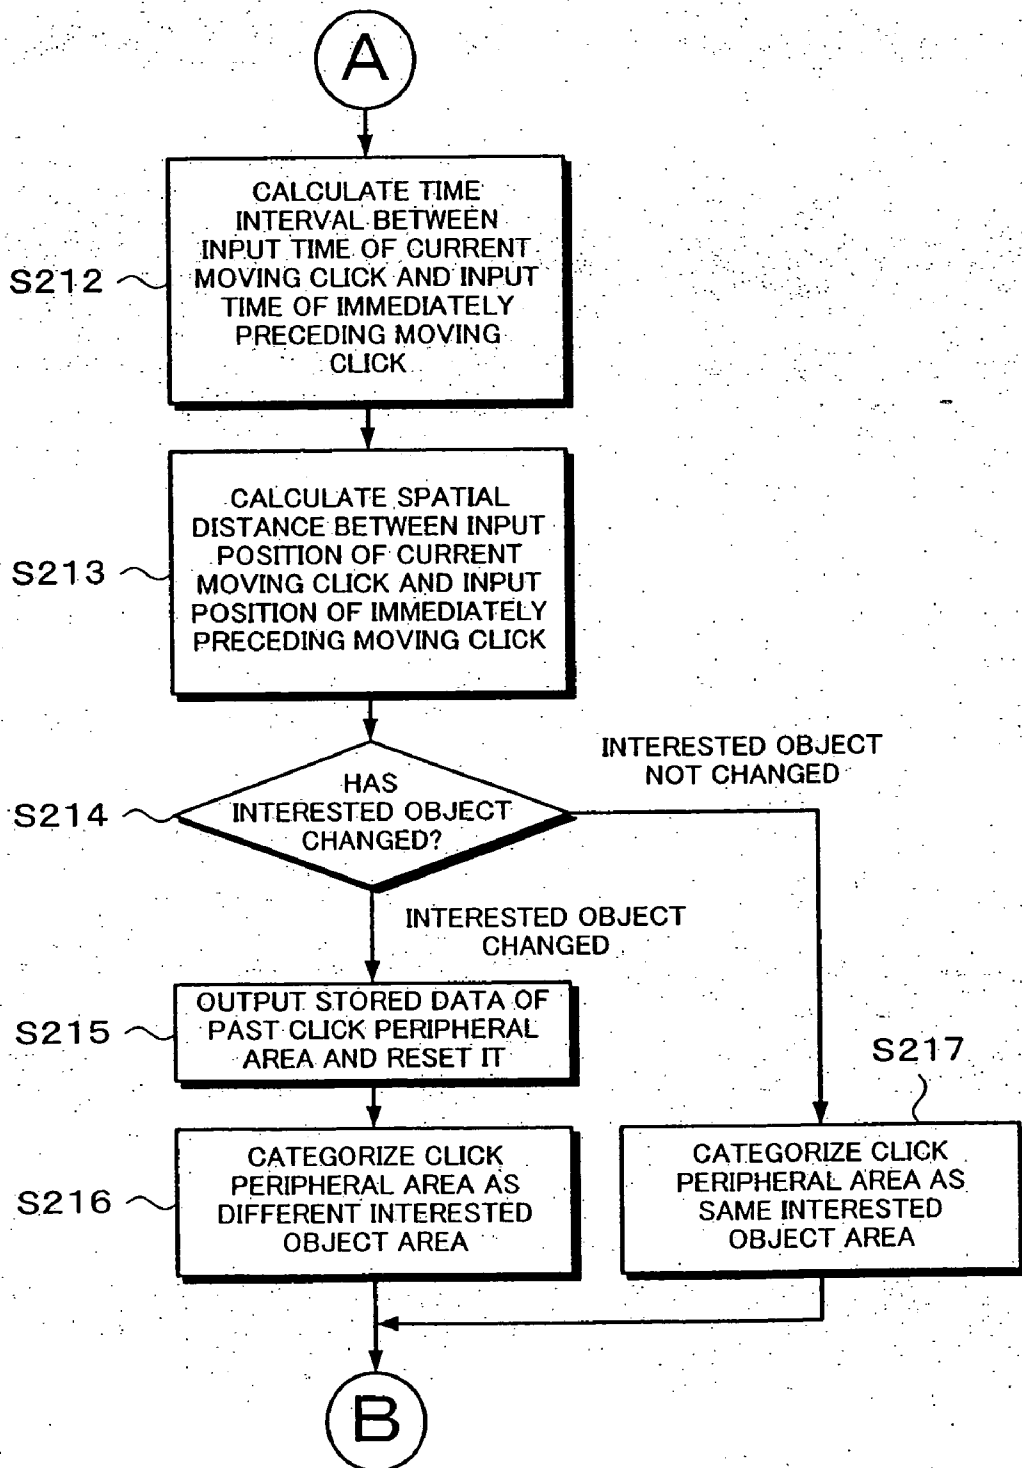 A
CALCULATE TIME
INTERVAL BETWEEN
INPUT TIME OF CURRENT
MOVING CLICK AND INPUT
TIME OF IMMEDIATELY
PRECEDING MOVING
CLICK
S212
CALCULATE SPATIAL
DISTANCE BETWEEN INPUT
POSITION OF CURRENT
MOVING CLICK AND INPUT
POSITION OF IMMEDIATELY
PRECEDING MOVING CLICK
S213
HAS
INTERESTED OBJECT
CHANGED?
S214
INTERESTED OBJECT
NOT CHANGED
INTERESTED OBJECT
CHANGED
OUTPUT STORED DATA OF
PAST CLICK PERIPHERAL
AREA AND RESET IT
S215
CATEGORIZE CLICK
PERIPHERAL AREA AS
DIFFERENT INTERESTED
OBJECT AREA
S216
S217
CATEGORIZE CLICK
PERIPHERAL AREA AS
SAME INTERESTED
OBJECT AREA
B